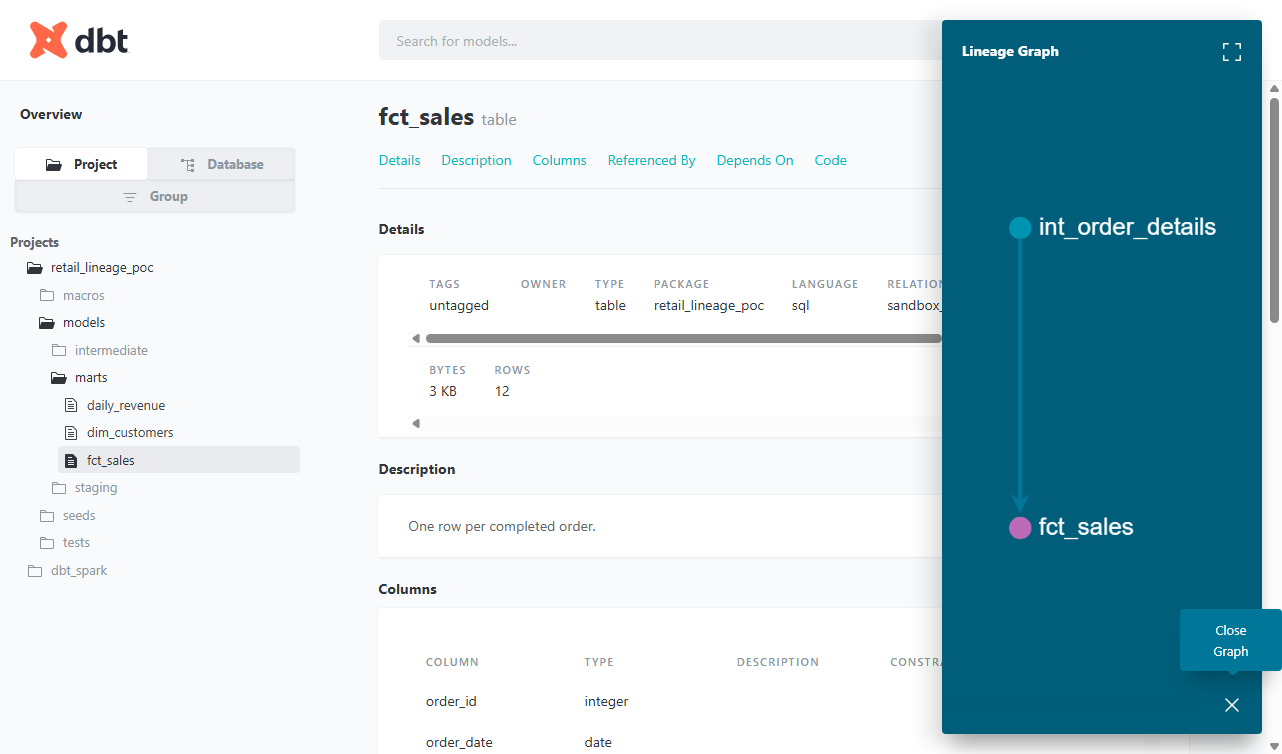 dbt
Search for models...
Overview
Project
Database
Group
Projects
retail_lineage_poc
macros
models
intermediate
marts
daily_revenue
dim_customers
fct_sales
staging
seeds
tests
dbt_spark
fct_sales table
Details Description Columns Referenced By Depends On Code
Details
TAGS OWNER TYPE PACKAGE LANGUAGE RELATION
untagged table retail_lineage_poc sql sandbox_
BYTES ROWS
3 KB 12
Description
One row per completed order.
Columns
COLUMN TYPE DESCRIPTION CONSTRA
order_id integer
order_date date
Lineage Graph
int_order_details
fct_sales
Close
Graph